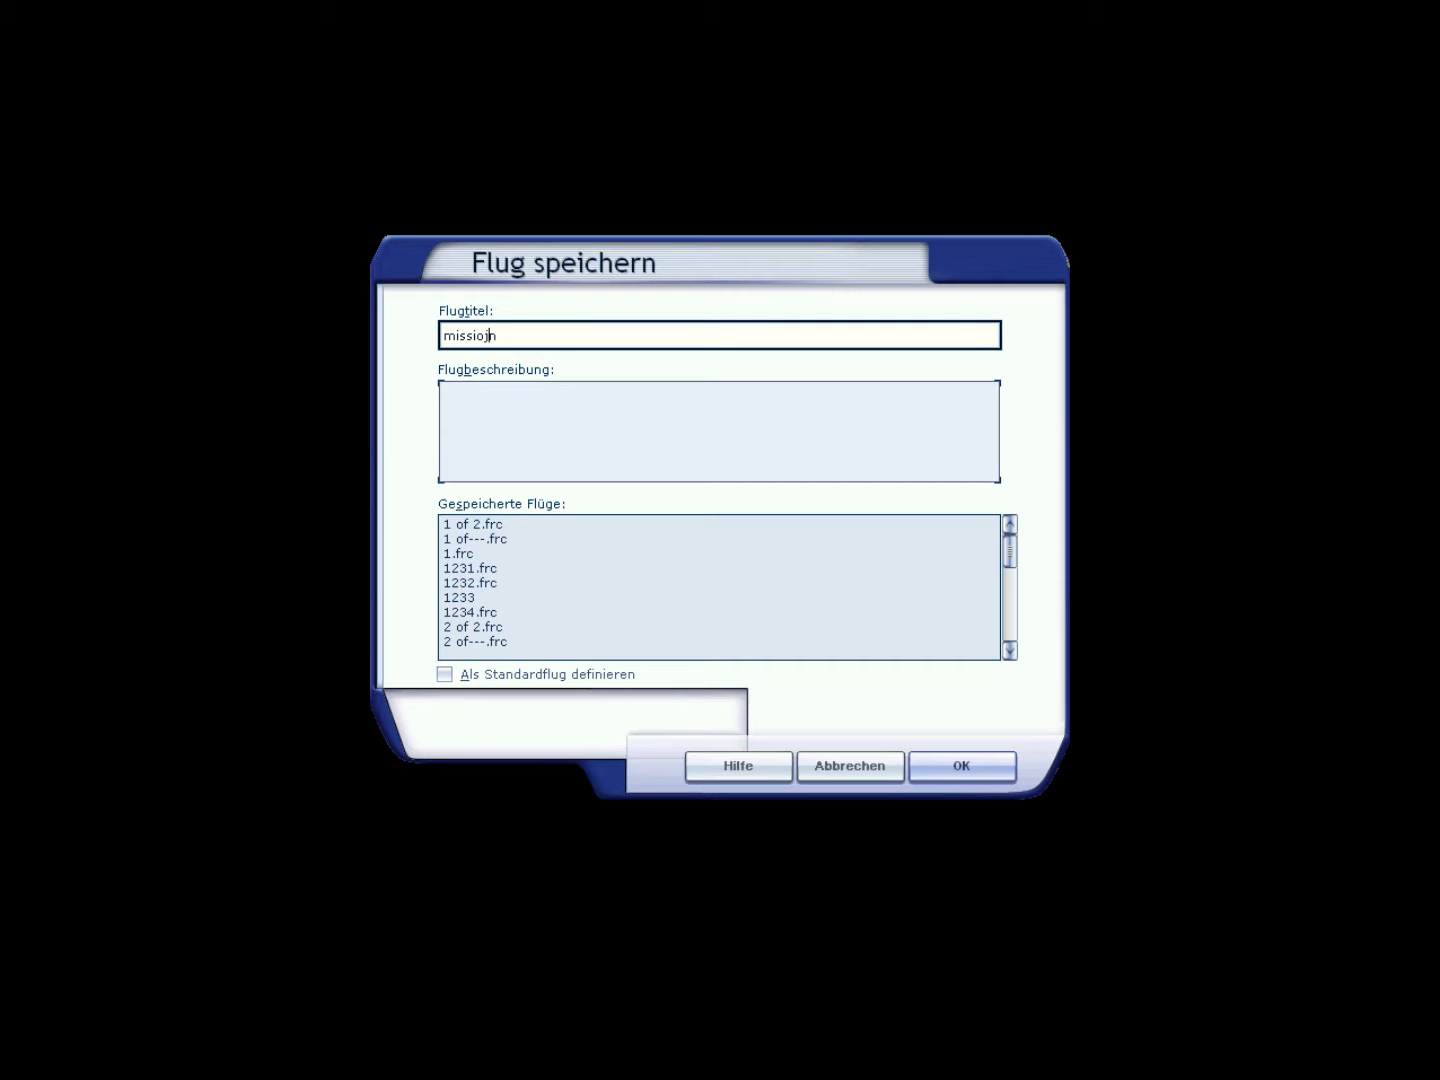 Flug speichern
Flugtitel:
missiojn
Flugbeschreibung:
Gespeicherte Flüge:
1 of 2.frc
1 of---.frc
1.frc
1231.frc
1232.frc
1233
1234.frc
2 of 2.frc
2 of---.frc
Als Standardflug definieren
Hilfe
Abbrechen
OK